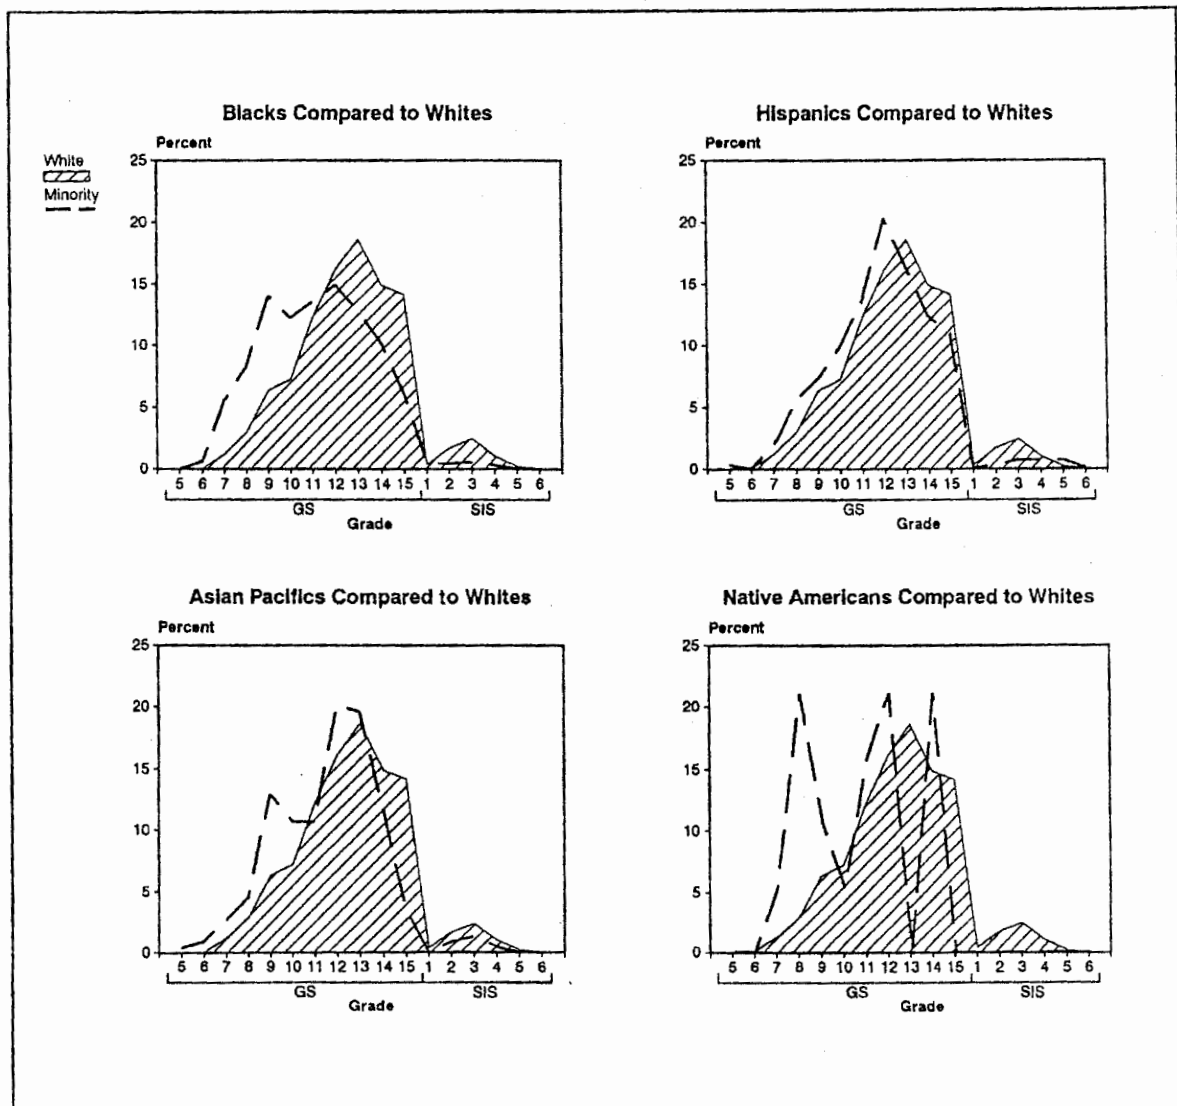 Blacks Compared to Whites
Percent
White
Minority
25
20
15
10
5
0
5 6 7 8 9 10 11 12 13 14 15 1 2 3 4 5 6
GS SIS
Grade
Hispanics Compared to Whites
Percent
25
20
15
10
5
0
5 6 7 8 9 10 11 12 13 14 15 1 2 3 4 5 6
GS SIS
Grade
Asian Pacifics Compared to Whites
Percent
25
20
15
10
5
0
5 6 7 8 9 10 11 12 13 14 15 1 2 3 4 5 6
GS SIS
Grade
Native Americans Compared to Whites
Percent
25
20
15
10
5
0
5 6 7 8 9 10 11 12 13 14 15 1 2 3 4 5 6
GS SIS
Grade